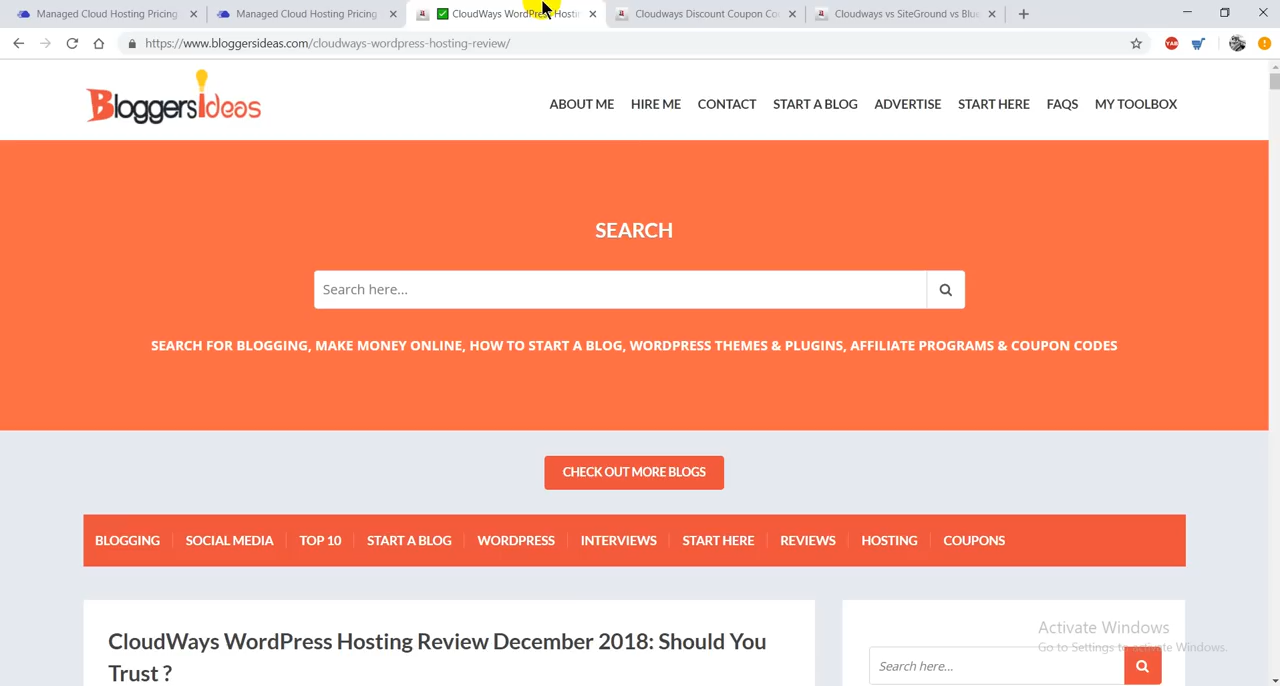 Managed Cloud Hosting Pricing
Managed Cloud Hosting Pricing
CloudWays WordPress Hostin
Cloudways Discount Coupon Co
Cloudways vs SiteGround vs Blue
https://www.bloggersideas.com/cloudways-wordpress-hosting-review/
BloggersIdeas
ABOUT ME
HIRE ME
CONTACT
START A BLOG
ADVERTISE
START HERE
FAQS
MY TOOLBOX
SEARCH
Search here...
SEARCH FOR BLOGGING, MAKE MONEY ONLINE, HOW TO START A BLOG, WORDPRESS THEMES & PLUGINS, AFFILIATE PROGRAMS & COUPON CODES
CHECK OUT MORE BLOGS
BLOGGING
SOCIAL MEDIA
TOP 10
START A BLOG
WORDPRESS
INTERVIEWS
START HERE
REVIEWS
HOSTING
COUPONS
CloudWays WordPress Hosting Review December 2018: Should You
Trust ?
Search here...
Activate Windows
Go to Settings to activate Windows.